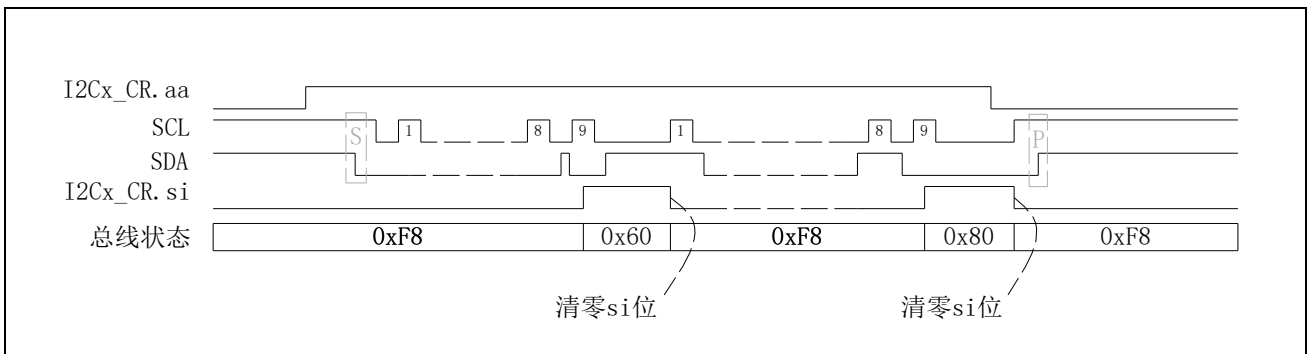 I2Cx_CR.aa
SCL S 1 8 9 1 8 9 P
SDA
I2Cx_CR.si
总线状态 0xF8 0x60 0xF8 0x80 0xF8
清零si位 清零si位